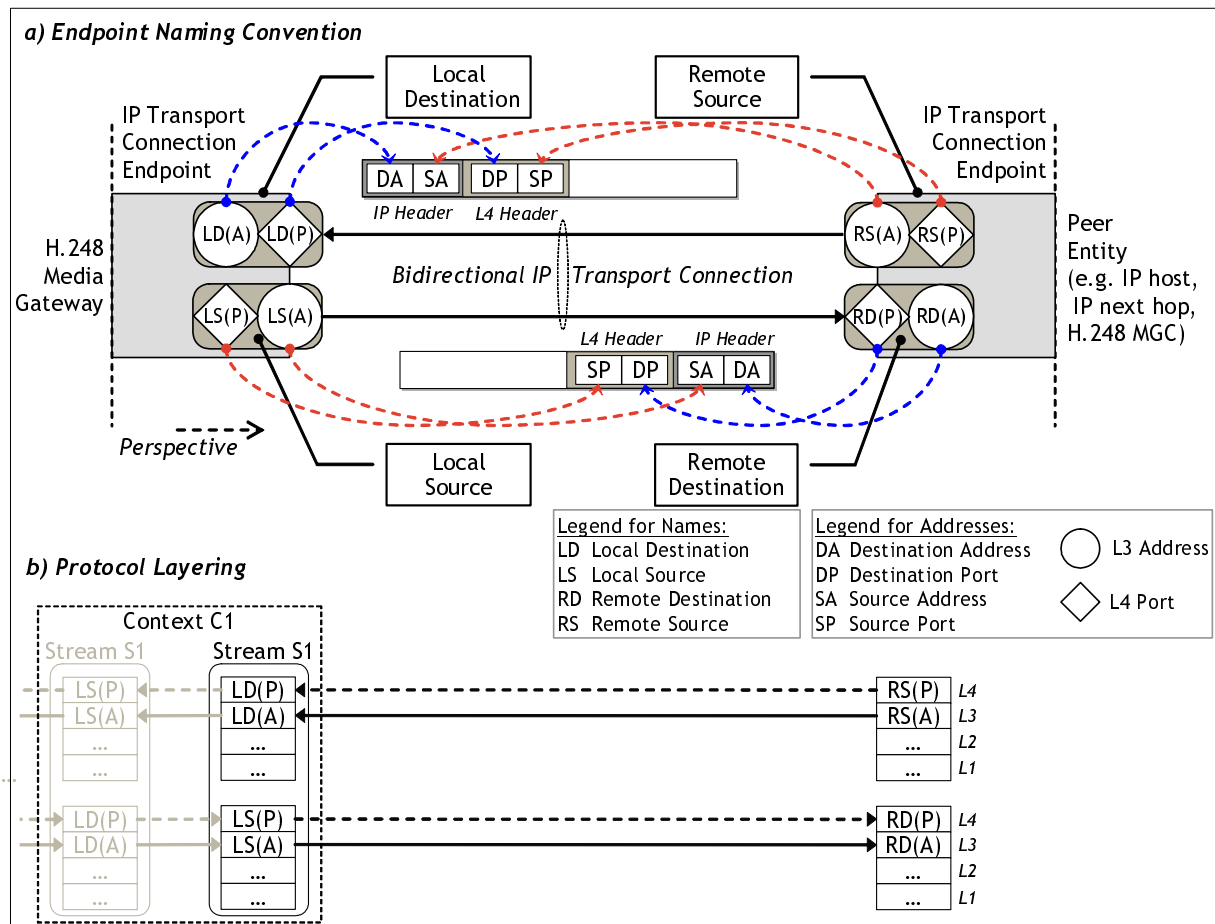 a) Endpoint Naming Convention
Local
Destination
Remote
Source
IP Transport
Connection
Endpoint
IP Transport
Connection
Endpoint
DA SA DP SP
IP Header L4 Header
LD(A) LD(P)
RS(A) RS(P)
H.248
Media
Gateway
Bidirectional IP Transport Connection
Peer
Entity
(e.g. IP host,
IP next hop,
H.248 MGC)
LS(P) LS(A)
RD(P) RD(A)
L4 Header IP Header
SP DP SA DA
Perspective
Local
Source
Remote
Destination
Legend for Names:
LD Local Destination
LS Local Source
RD Remote Destination
RS Remote Source
Legend for Addresses:
DA Destination Address
DP Destination Port
SA Source Address
SP Source Port
L3 Address
L4 Port
b) Protocol Layering
Context C1
Stream S1 Stream S1
LS(P) LD(P) RS(P) L4
LS(A) LD(A) RS(A) L3
... ... ... L2
... ... ... L1
...
LD(P) LS(P) RD(P) L4
LD(A) LS(A) RD(A) L3
... ... ... L2
... ... ... L1